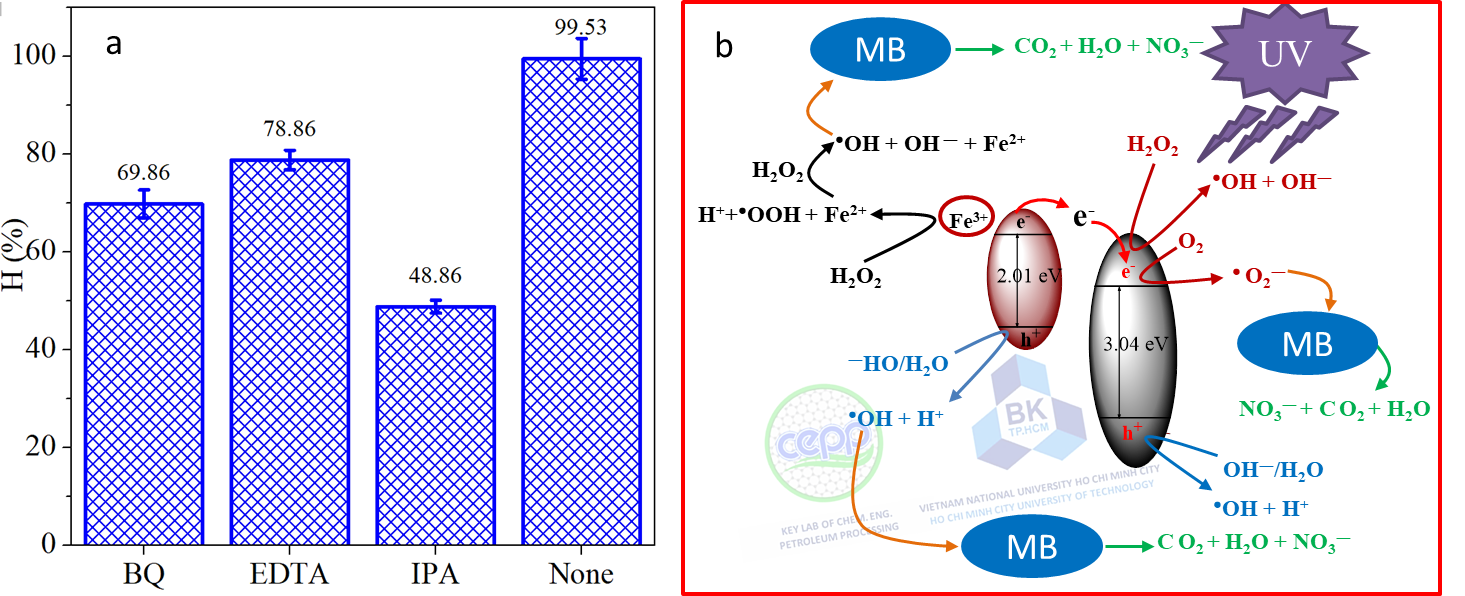 a
H (%)
100
80
60
40
20
0
69.86
78.86
48.86
99.53
BQ EDTA IPA None
b
MB
CO₂ + H₂O + NO₃⁻
UV
•OH + OH⁻ + Fe²⁺
H₂O₂
H₂O₂
•OH + OH⁻
H⁺+•OOH + Fe²⁺
Fe³⁺
e⁻
e⁻
O₂
H₂O₂
2.01 eV
e⁻
• O₂⁻
h⁺
3.04 eV
MB
⁻HO/H₂O
•OH + H⁺
NO₃⁻ + CO₂ + H₂O
h⁺
cepp
BK
TP.HCM
OH⁻/H₂O
•OH + H⁺
KEY LAB OF CHEM. ENG.
PETROLEUM PROCESSING
VIETNAM NATIONAL UNIVERSITY HO CHI MINH CITY
HO CHI MINH CITY UNIVERSITY OF TECHNOLOGY
MB
CO₂ + H₂O + NO₃⁻